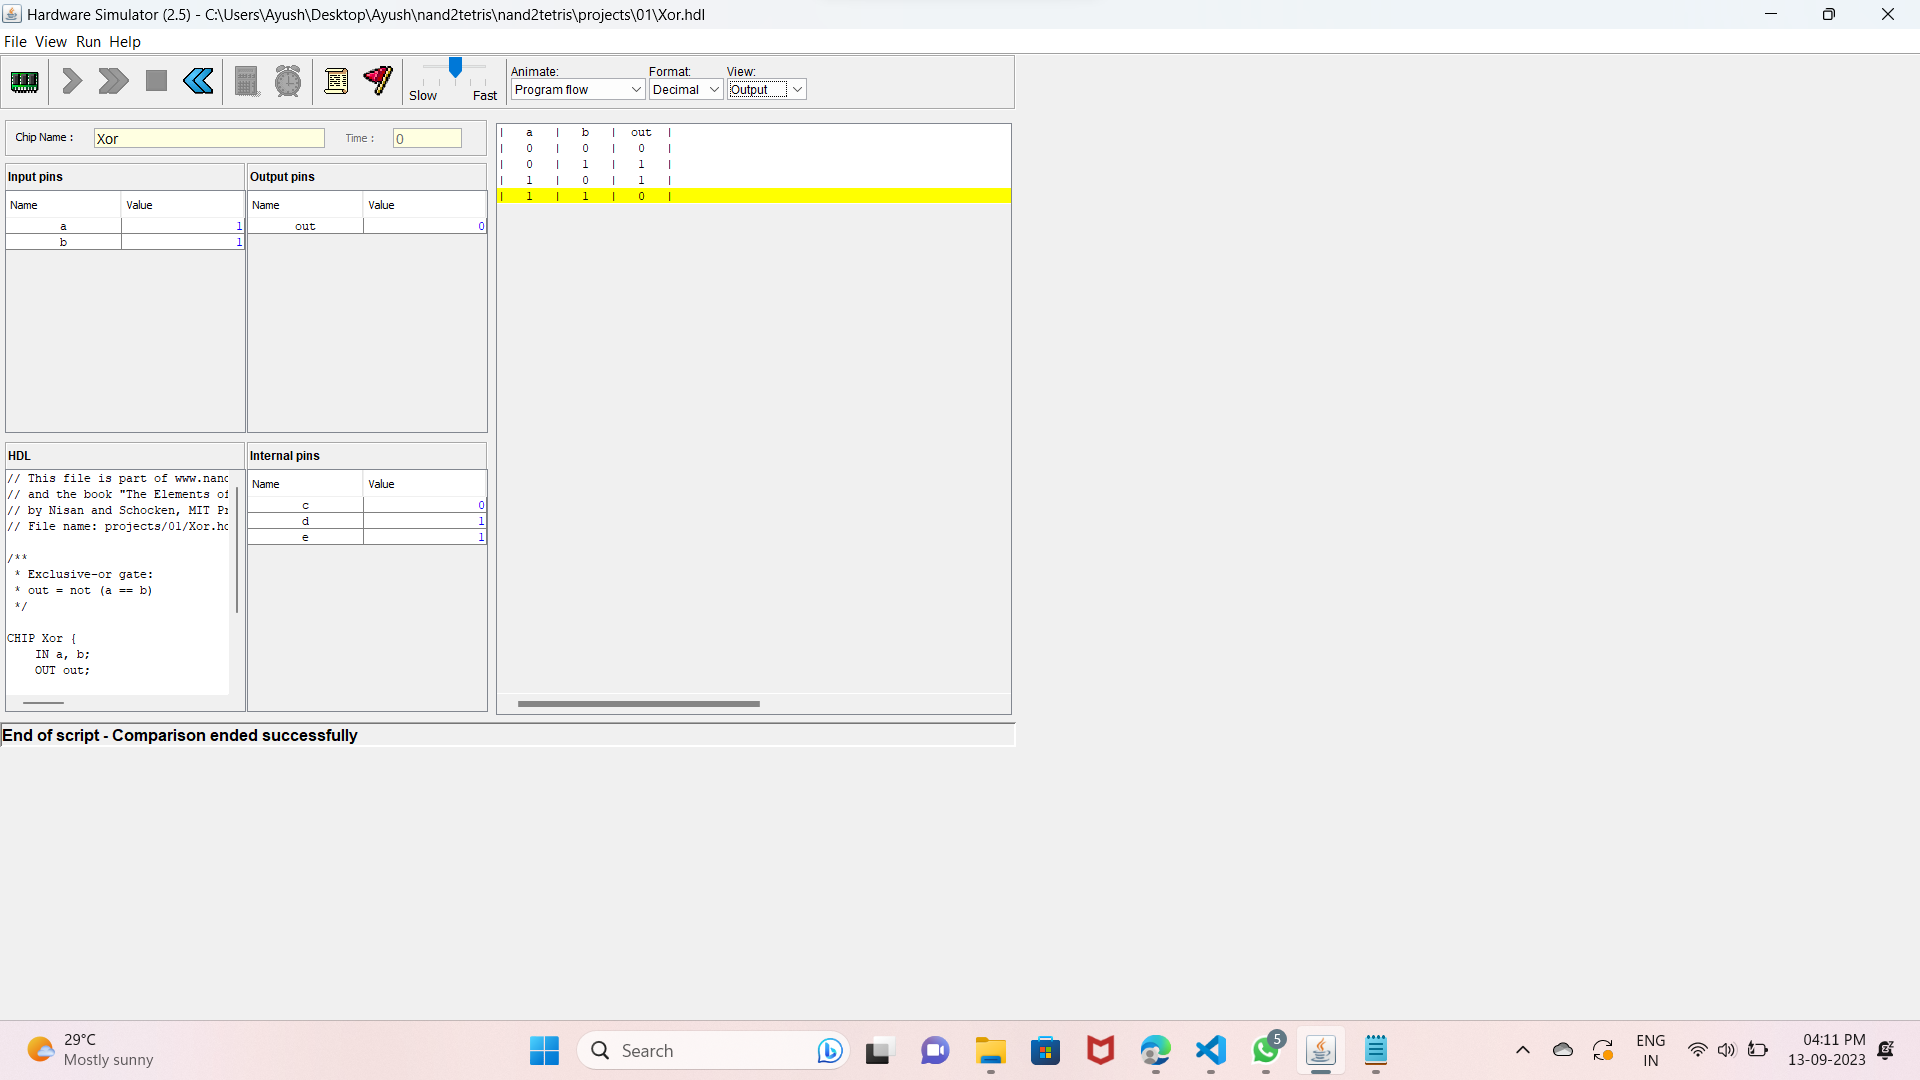 Hardware Simulator (2.5) - C:\Users\Ayush\Desktop\Ayush\nand2tetris\nand2tetris\projects\01\Xor.hdl
File View Run Help
Slow Fast
Animate: Format: View:
Program flow Decimal Output
Chip Name : Xor Time : 0
Input pins
Name Value
a 1
b 1
Output pins
Name Value
out 0
| a | b | out |
| 0 | 0 | 0 |
| 0 | 1 | 1 |
| 1 | 0 | 1 |
| 1 | 1 | 0 |
HDL
// This file is part of www.nand
// and the book "The Elements of
// by Nisan and Schocken, MIT Pr
// File name: projects/01/Xor.hd
/**
* Exclusive-or gate:
* out = not (a == b)
*/
CHIP Xor {
IN a, b;
OUT out;
Internal pins
Name Value
c 0
d 1
e 1
End of script - Comparison ended successfully
29°C
Mostly sunny
Search
5
ENG
IN
04:11 PM
13-09-2023